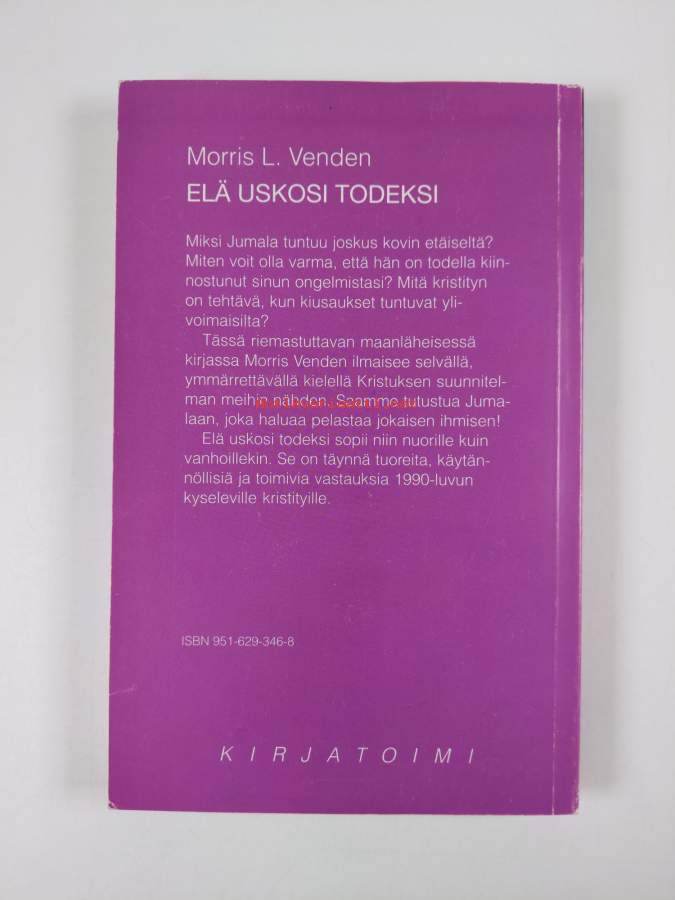 Morris L. Venden
ELÄ USKOSI TODEKSI
Miksi Jumala tuntuu joskus kovin etäiseltä?
Miten voit olla varma, että hän on todella kiin-
nostunut sinun ongelmistasi? Mitä kristityn
on tehtävä, kun kiusaukset tuntuvat yli-
voimaisilta?
Tässä riemastuttavan maanläheisessä
kirjassa Morris Venden ilmaisee selvällä,
ymmärrettävällä kielellä Kristuksen suunnitel-
man meihin nähden. Saamme tutustua Juma-
laan, joka haluaa pelastaa jokaisen ihmisen!
Elä uskosi todeksi sopii niin nuorille kuin
vanhoillekin. Se on täynnä tuoreita, käytän-
nöllisiä ja toimivia vastauksia 1990-luvun
kyseleville kristityille.
ISBN 951-629-346-8
KIRJATOIMI